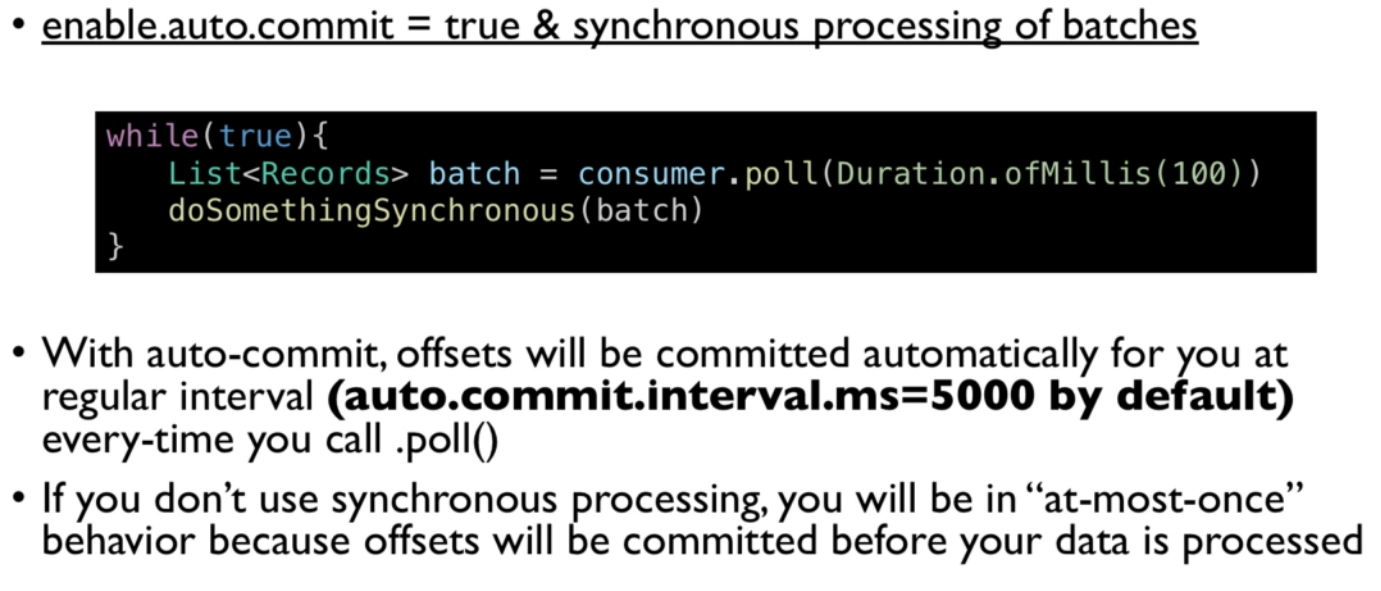 • enable.auto.commit = true & synchronous processing of batches
while(true){
List<Records> batch = consumer.poll(Duration.ofMillis(100))
doSomethingSynchronous(batch)
}
• With auto-commit, offsets will be committed automatically for you at
regular interval (auto.commit.interval.ms=5000 by default)
every-time you call .poll()
• If you don’t use synchronous processing, you will be in “at-most-once”
behavior because offsets will be committed before your data is processed